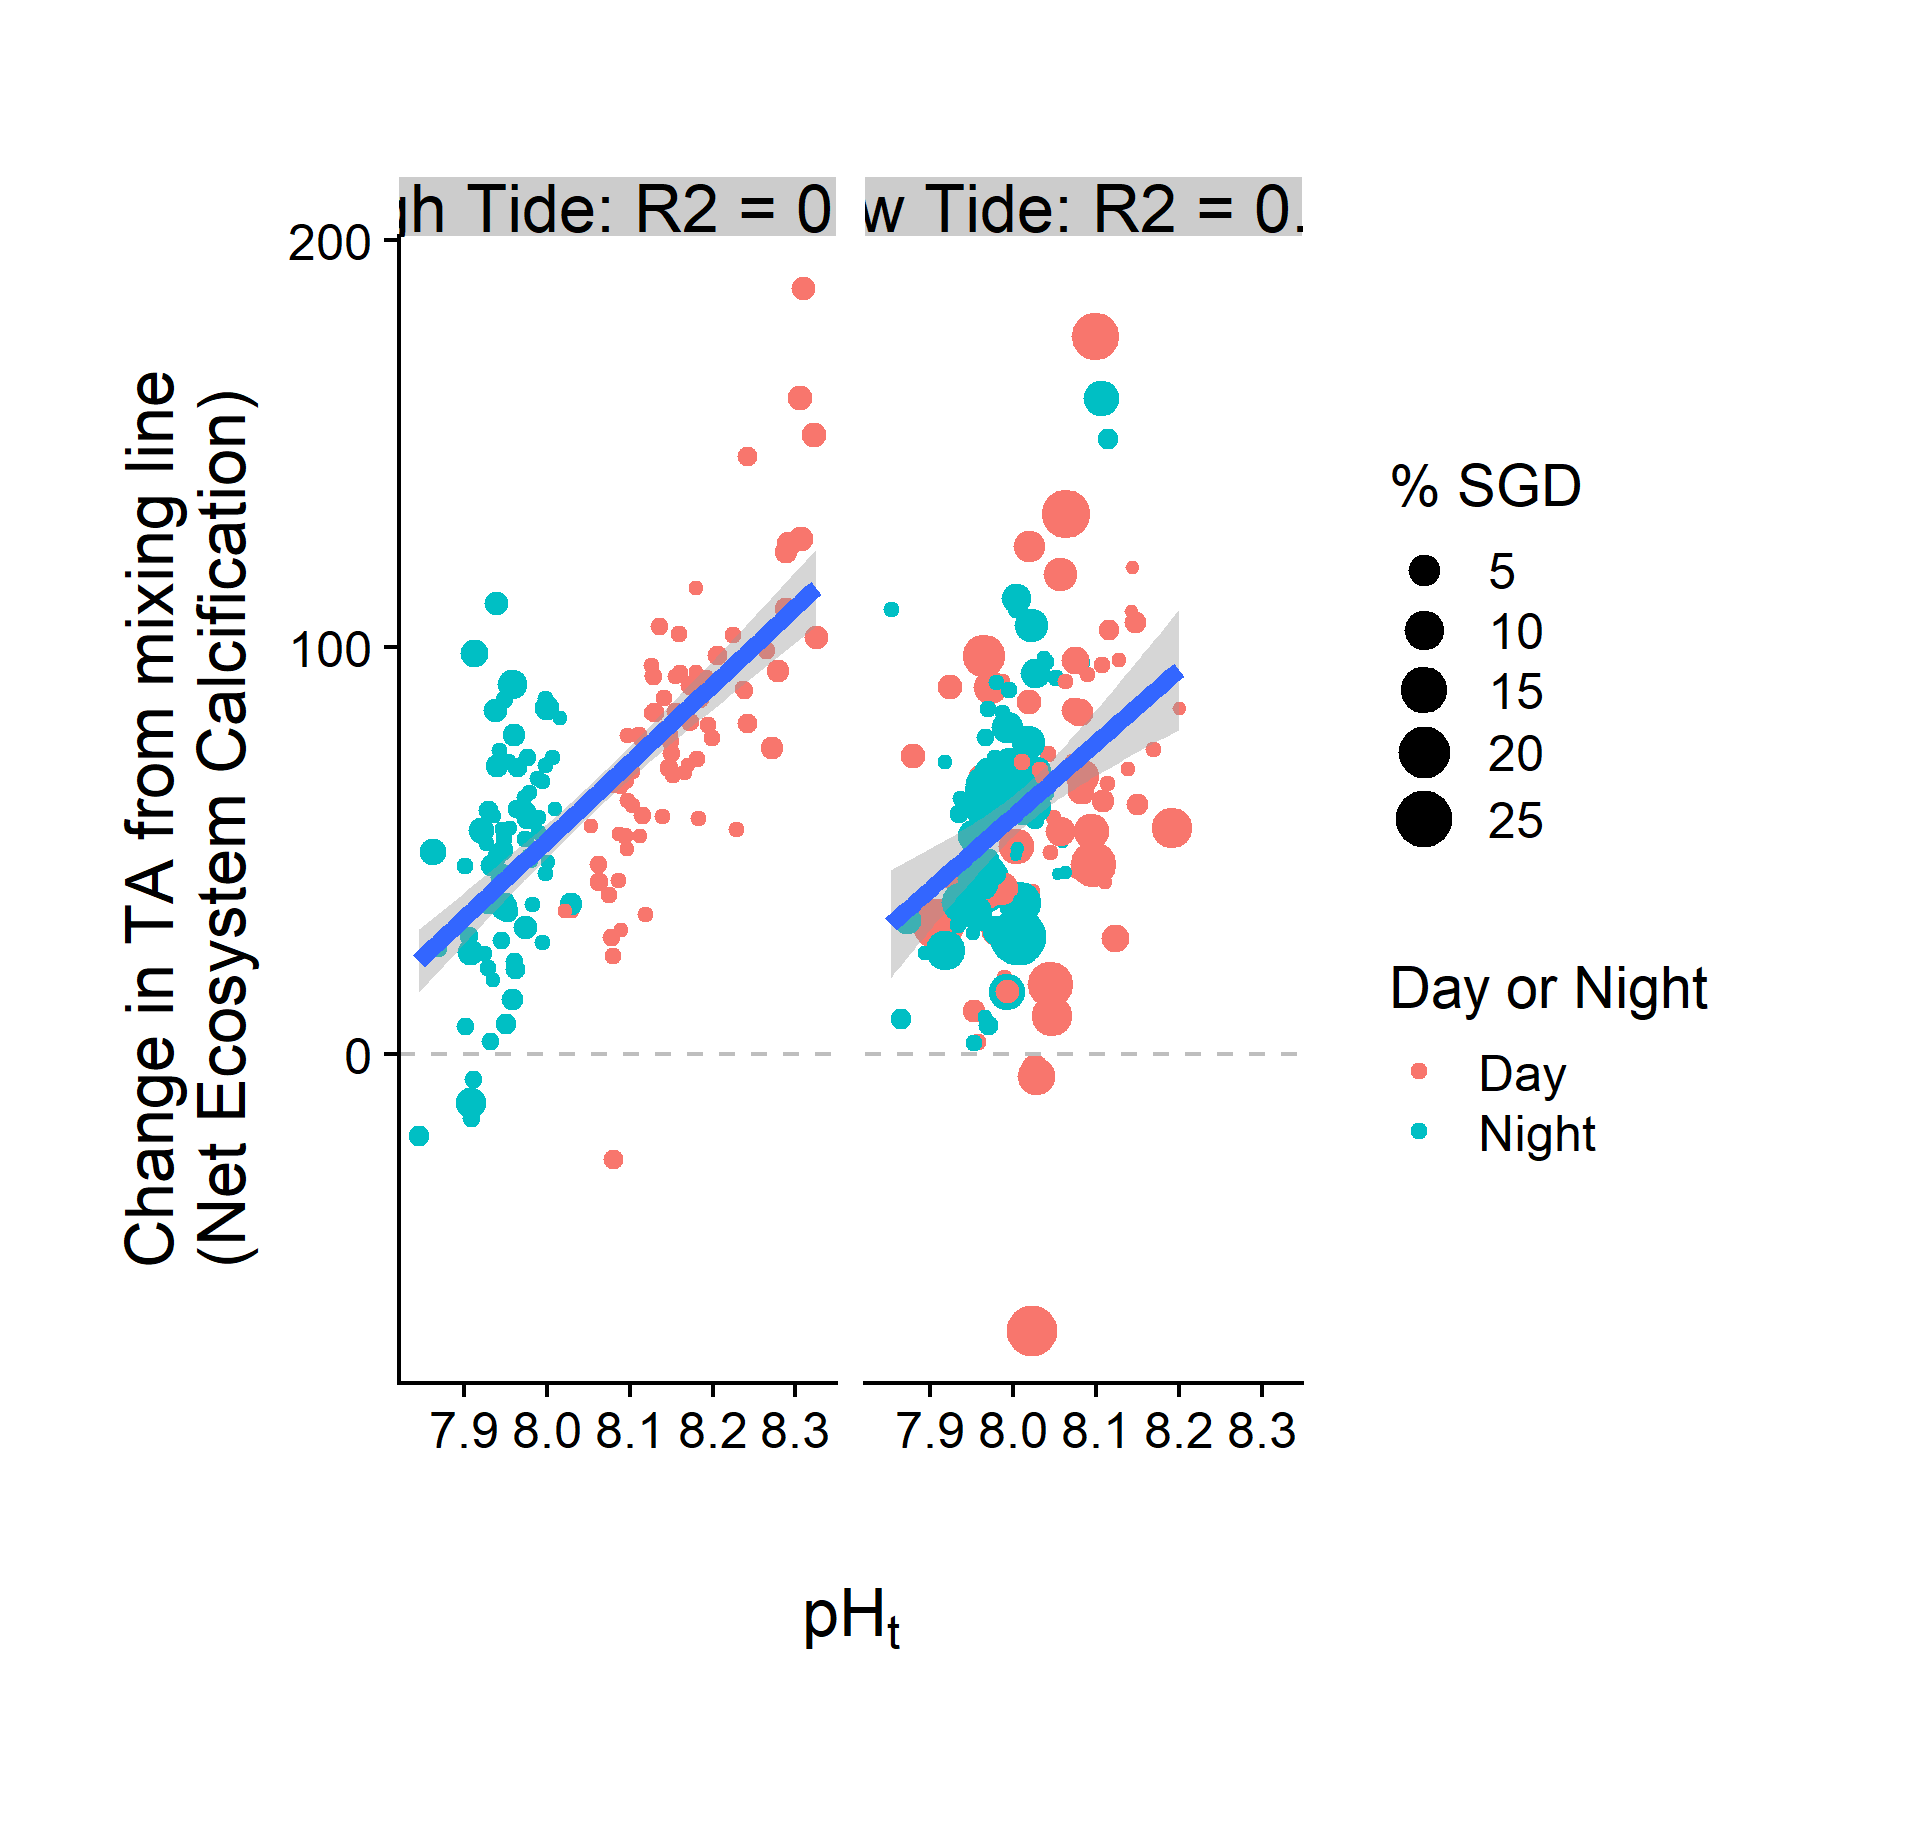 gh Tide: R2 = 0
w Tide: R2 = 0.
200
100
0
Change in TA from mixing line
(Net Ecosystem Calcification)
7.9 8.0 8.1 8.2 8.3
7.9 8.0 8.1 8.2 8.3
pHt
% SGD
5
10
15
20
25
Day or Night
Day
Night